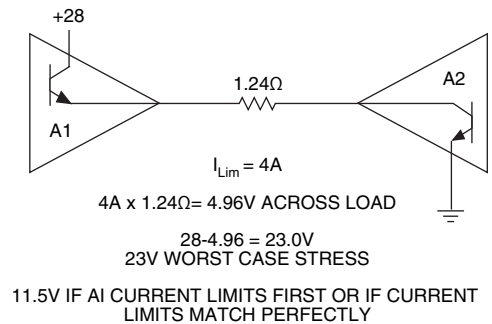 +28
1.24Ω
A2
A1
I_Lim = 4A
4A x 1.24Ω= 4.96V ACROSS LOAD
28-4.96 = 23.0V
23V WORST CASE STRESS
11.5V IF AI CURRENT LIMITS FIRST OR IF CURRENT
LIMITS MATCH PERFECTLY